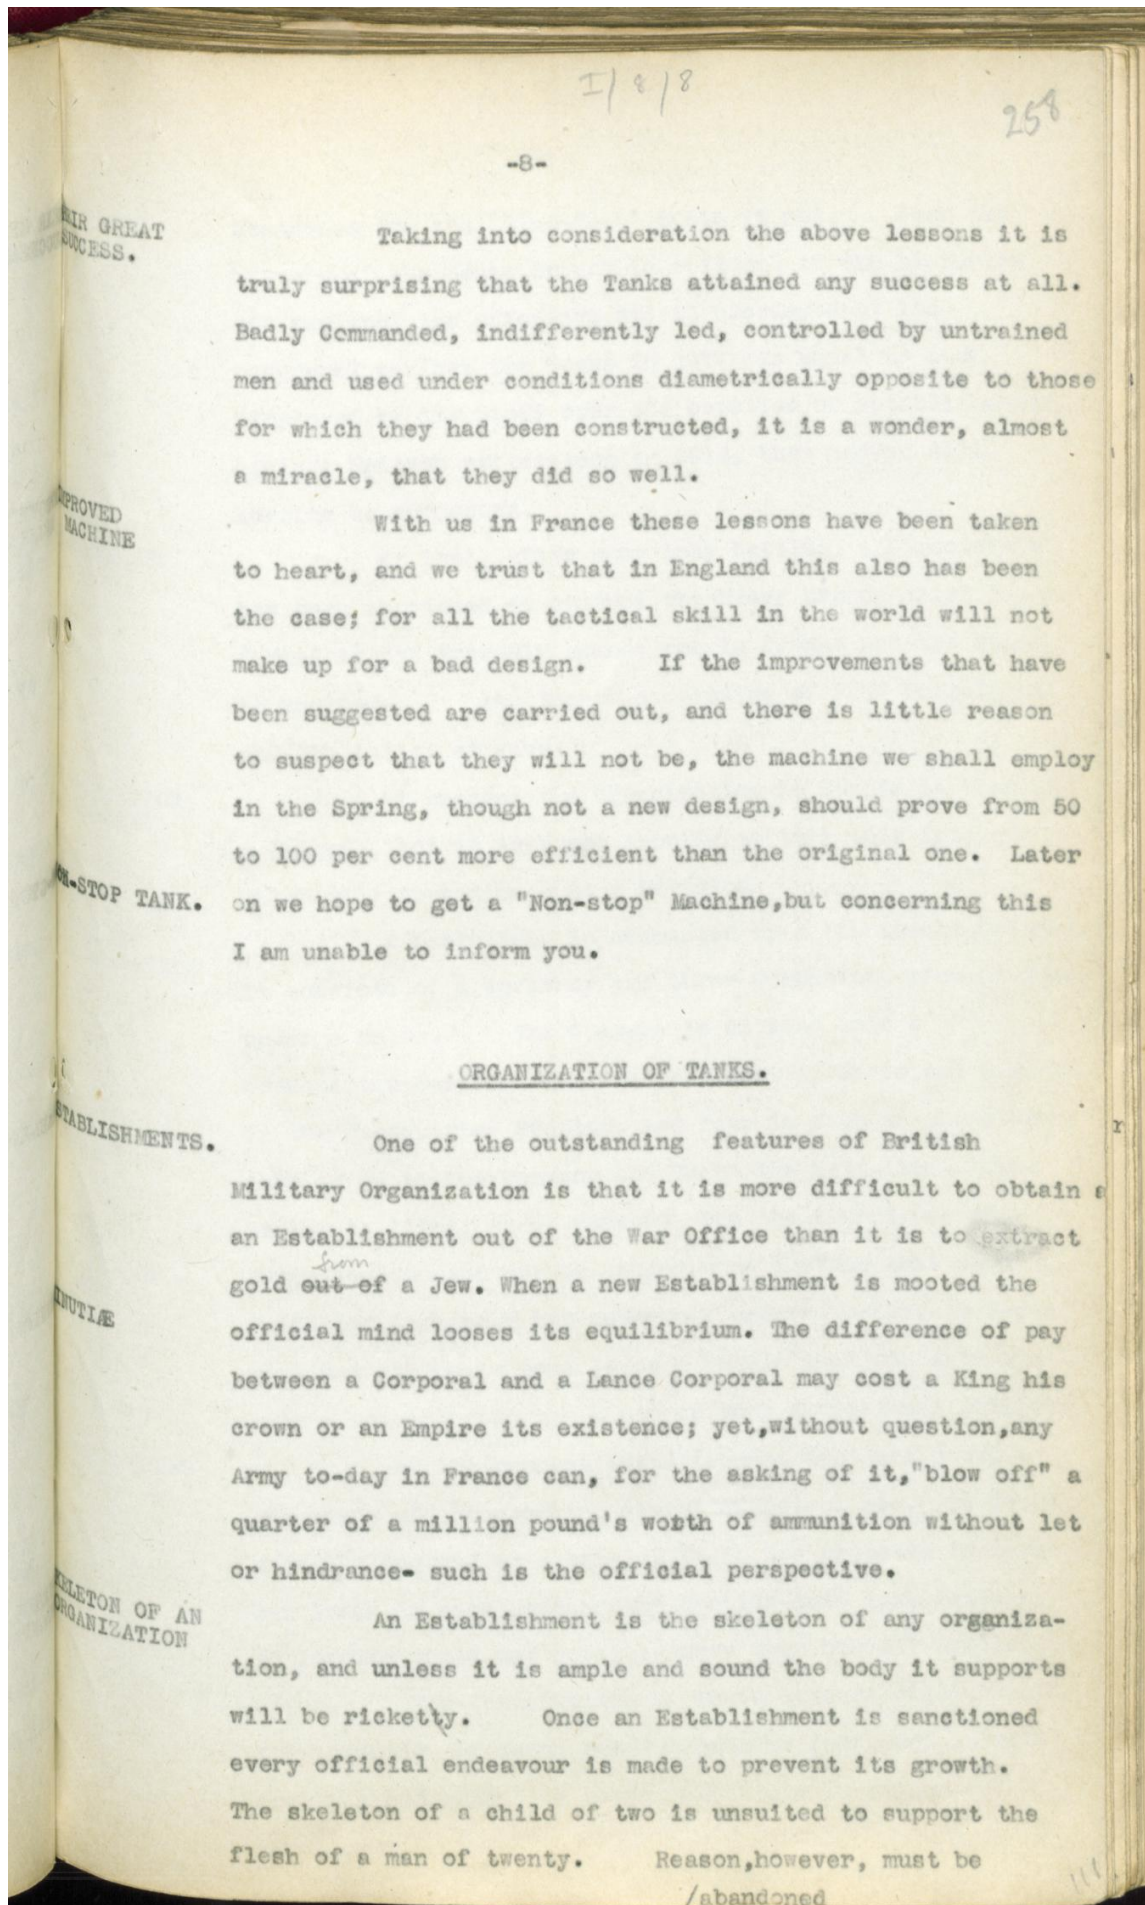 I/8/8
258
-8-
GREAT
SUCCESS.
Taking into consideration the above lessons it is
truly surprising that the Tanks attained any success at all.
Badly Commanded, indifferently led, controlled by untrained
men and used under conditions diametrically opposite to those
for which they had been constructed, it is a wonder, almost
a miracle, that they did so well.
IMPROVED
MACHINE
With us in France these lessons have been taken
to heart, and we trust that in England this also has been
the case; for all the tactical skill in the world will not
make up for a bad design. If the improvements that have
been suggested are carried out, and there is little reason
to suspect that they will not be, the machine we shall employ
in the Spring, though not a new design, should prove from 50
to 100 per cent more efficient than the original one. Later
-STOP TANK.
on we hope to get a "Non-stop" Machine,but concerning this
I am unable to inform you.
ORGANIZATION OF TANKS.
STABLISHMENTS.
One of the outstanding features of British
Military Organization is that it is more difficult to obtain a
an Establishment out of the War Office than it is to extract
from
gold out of a Jew. When a new Establishment is mooted the
INUTIÆ
official mind looses its equilibrium. The difference of pay
between a Corporal and a Lance Corporal may cost a King his
crown or an Empire its existence; yet,without question,any
Army to-day in France can, for the asking of it,"blow off" a
quarter of a million pound's worth of ammunition without let
or hindrance- such is the official perspective.
KELETON OF AN
ORGANIZATION
An Establishment is the skeleton of any organiza-
tion, and unless it is ample and sound the body it supports
will be ricketty. Once an Establishment is sanctioned
every official endeavour is made to prevent its growth.
The skeleton of a child of two is unsuited to support the
flesh of a man of twenty. Reason,however, must be
/abandoned
111